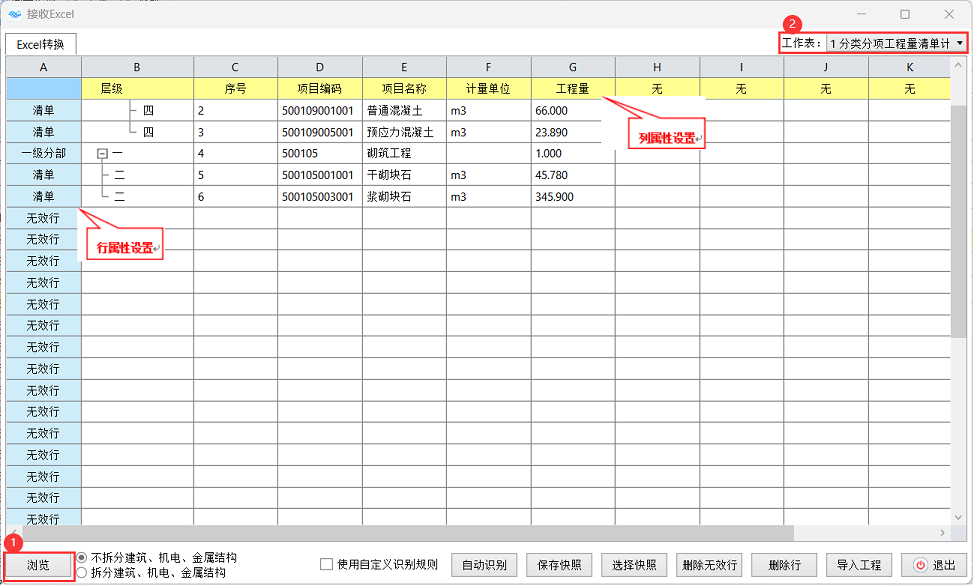 接收Excel
2
Excel转换
工作表： 1 分类分项工程量清单计
A B C D E F G H I J K
层级 序号 项目编码 项目名称 计量单位 工程量 无 无 无 无
清单 四 2 500109001001 普通混凝土 m3 66.000
清单 四 3 500109005001 预应力混凝土 m3 23.890
列属性设置
一级分部 一 4 500105 砌筑工程 1.000
清单 二 5 500105001001 干砌块石 m3 45.780
清单 二 6 500105003001 浆砌块石 m3 345.900
无效行
无效行
行属性设置
无效行
无效行
无效行
无效行
无效行
无效行
无效行
无效行
无效行
无效行
无效行
无效行
无效行
1
浏览
不拆分建筑、机电、金属结构
拆分建筑、机电、金属结构
使用自定义识别规则
自动识别 保存快照 选择快照 删除无效行 删除行 导入工程 退出